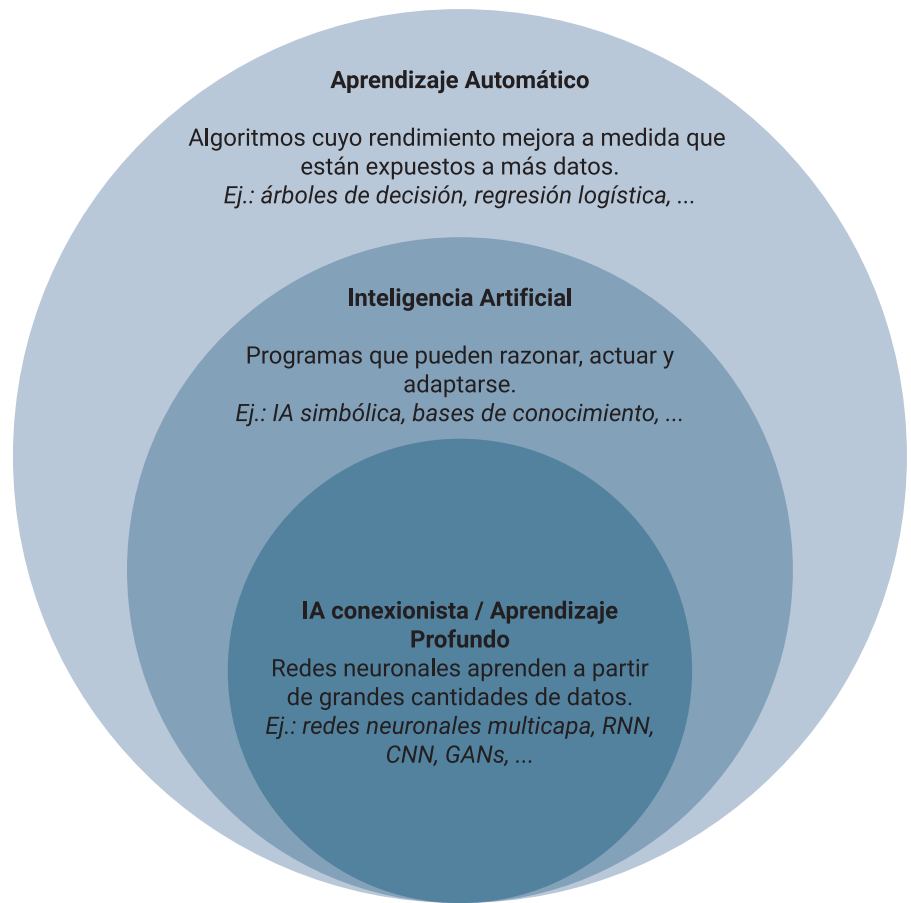 Aprendizaje Automático
Algoritmos cuyo rendimiento mejora a medida que
están expuestos a más datos.
Ej.: árboles de decisión, regresión logística, ...
Inteligencia Artificial
Programas que pueden razonar, actuar y
adaptarse.
Ej.: IA simbólica, bases de conocimiento, ...
IA conexionista / Aprendizaje
Profundo
Redes neuronales aprenden a partir
de grandes cantidades de datos.
Ej.: redes neuronales multicapa, RNN,
CNN, GANs, ...